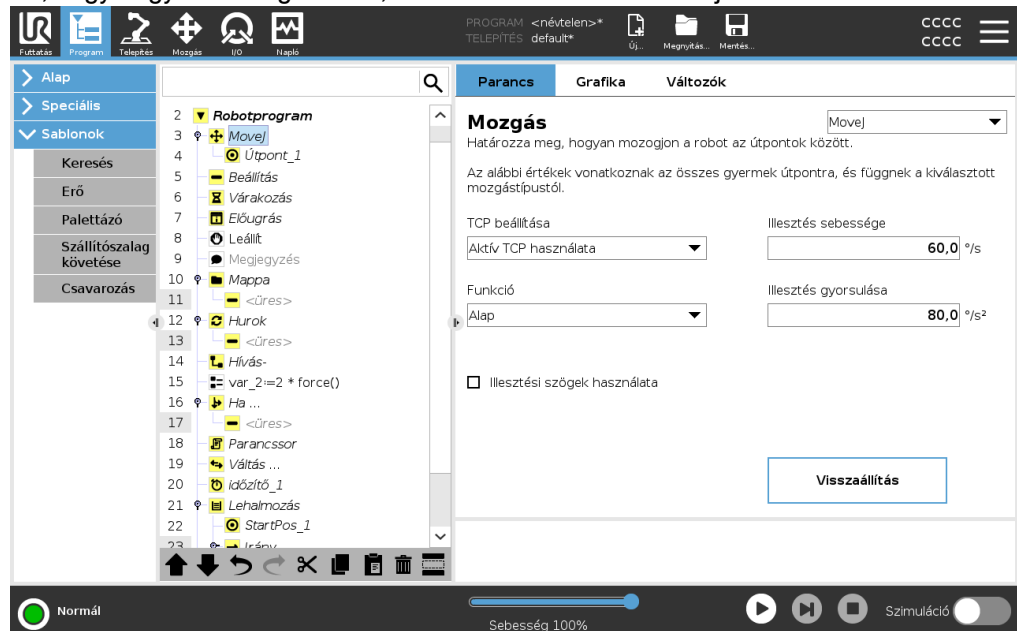 UR
Futtatás
Program
Telepítés
Mozgás
I/O
Napló
PROGRAM <névtelen>*
TELEPÍTÉS default*
Új...
Megnyitás...
Mentés...
CCCC
CCCC
Alap
Speciális
Sablonok
Keresés
Erő
Palettázó
Szállítószalag
követése
Csavarozás
2 Robotprogram
3 MoveJ
4 Útpont_1
5 Beállítás
6 Várakozás
7 Előugrás
8 Leállít
9 Megjegyzés
10 Mappa
11 <üres>
12 Hurok
13 <üres>
14 Hívás-
15 var_2:=2 * force()
16 Ha ...
17 <üres>
18 Parancssor
19 Váltás ...
20 időzítő_1
21 Lehalmozás
22 StartPos_1
23 Irány
Parancs
Grafika
Változók
Mozgás
MoveJ
Határozza meg, hogyan mozogjon a robot az útpontok között.
Az alábbi értékek vonatkoznak az összes gyermek útpontra, és függnek a kiválasztott
mozgástípustól.
TCP beállítása
Illesztés sebessége
Aktív TCP használata
60,0 °/s
Funkció
Illesztés gyorsulása
Alap
80,0 °/s²
Illesztési szögek használata
Visszaállítás
Normál
Sebesség 100%
Szimuláció